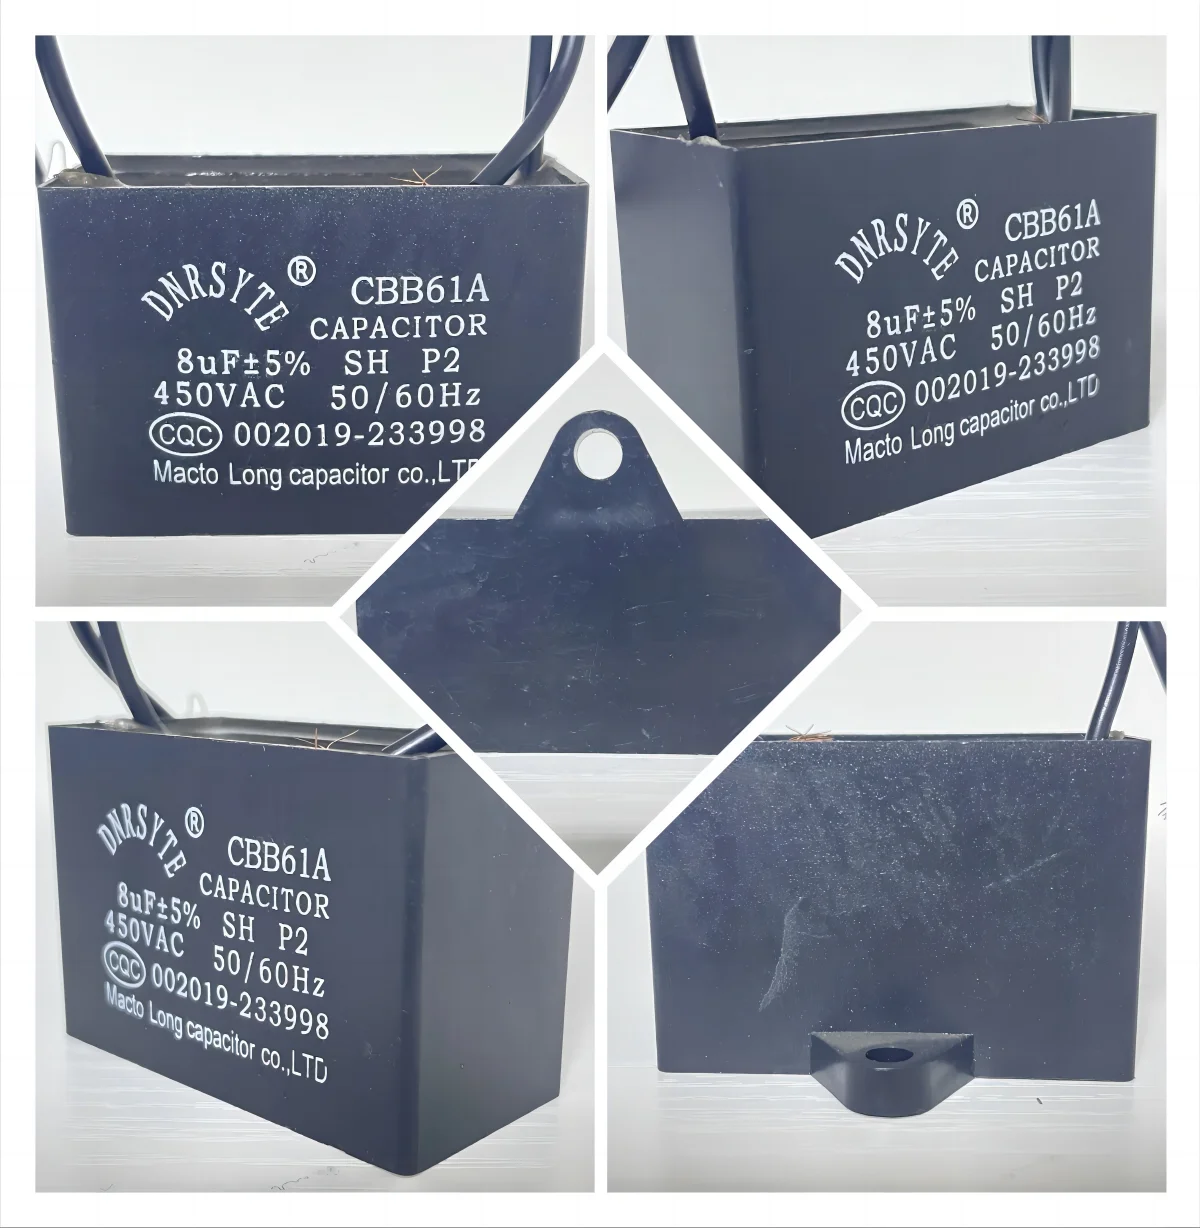 DNRSYTE ® CBB61A
CAPACITOR
8uF±5% SH P2
450VAC 50/60Hz
CQC 002019-233998
Macto Long capacitor co.,LTD
DNRSYTE ® CBB61A
CAPACITOR
8uF±5% SH P2
450VAC 50/60Hz
CQC 002019-233998
Macto Long capacitor co.,LTD
DNRSYTE ® CBB61A
CAPACITOR
8uF±5% SH P2
450VAC 50/60Hz
CQC 002019-233998
Macto Long capacitor co.,LTD